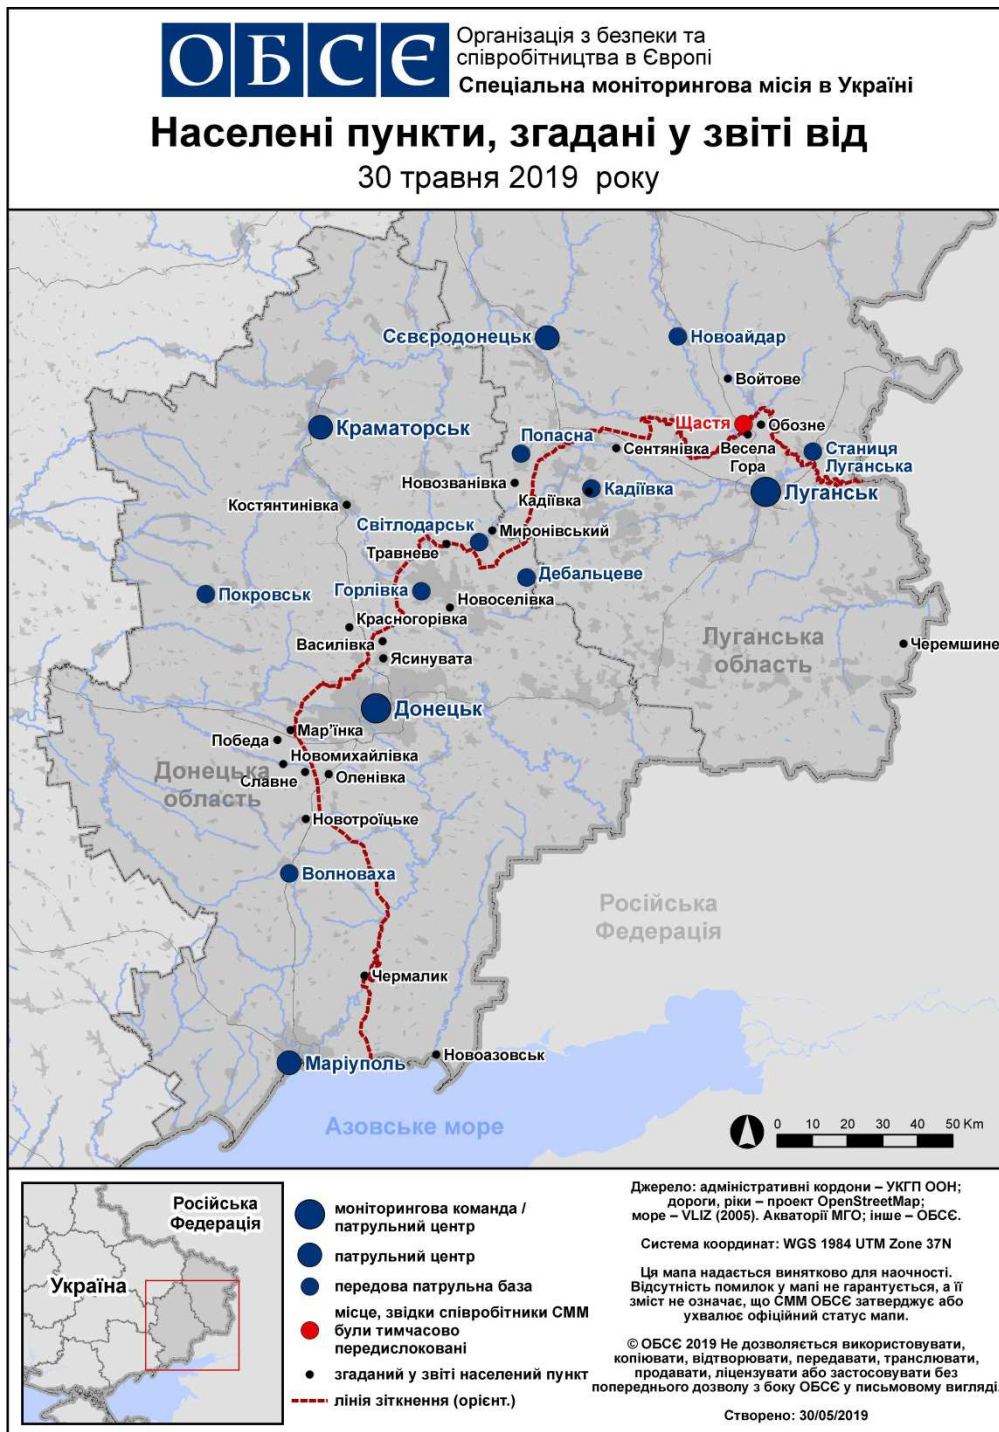 ОБСЄ
Організація з безпеки та
співробітництва в Європі
Спеціальна моніторингова місія в Україні
Населені пункти, згадані у звіті від
30 травня 2019 року
Сєвєродонецьк
Новоайдар
Войтове
Щастя
Обозне
Краматорськ
Попасна
Сентянівка
Весела
Гора
Станиця
Луганська
Новозванівка
Кадіївка
Кадіївка
Луганськ
Костянтинівка
Світлодарськ
Миронівський
Травневе
Дебальцеве
Покровськ
Горлівка
Новоселівка
Красногорівка
Василівка
Ясинувата
Луганська
область
Черемшине
Донецьк
Мар'їнка
Победа
Новомихайлівка
Донецька
область
Славне
Оленівка
Новотроїцьке
Волноваха
Російська
Федерація
Чермалик
Новоазовськ
Маріуполь
Азовське море
0 10 20 30 40 50 Km
Російська
Федерація
Україна
моніторингова команда /
патрульний центр
патрульний центр
передова патрульна база
місце, звідки співробітники СММ
були тимчасово
передислоковані
згаданий у звіті населений пункт
лінія зіткнення (орієнт.)
Джерело: адміністративні кордони – УКГП ООН;
дороги, ріки – проект OpenStreetMap;
море – VLIZ (2005). Акваторії МГО; інше – ОБСЄ.
Система координат: WGS 1984 UTM Zone 37N
Ця мапа надається винятково для наочності.
Відсутність помилок у мапі не гарантується, а її
зміст не означає, що СММ ОБСЄ затверджує або
ухвалює офіційний статус мапи.
© ОБСЄ 2019 Не дозволяється використовувати,
копіювати, відтворювати, передавати, транслювати,
продавати, ліцензувати або застосовувати без
попереднього дозволу з боку ОБСЄ у письмовому вигляді.
Створено: 30/05/2019